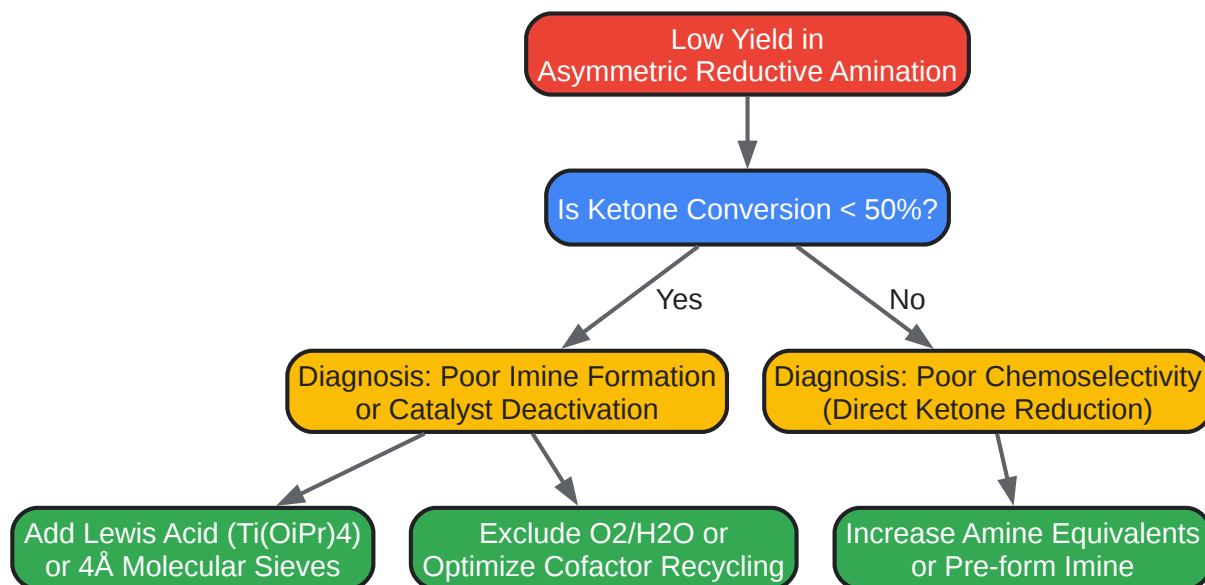 Low Yield in
Asymmetric Reductive Amination
Is Ketone Conversion < 50%?
Yes
No
Diagnosis: Poor Imine Formation
or Catalyst Deactivation
Diagnosis: Poor Chemoselectivity
(Direct Ketone Reduction)
Add Lewis Acid (Ti(OiPr)4)
or 4Å Molecular Sieves
Exclude O2/H2O or
Optimize Cofactor Recycling
Increase Amine Equivalents
or Pre-form Imine